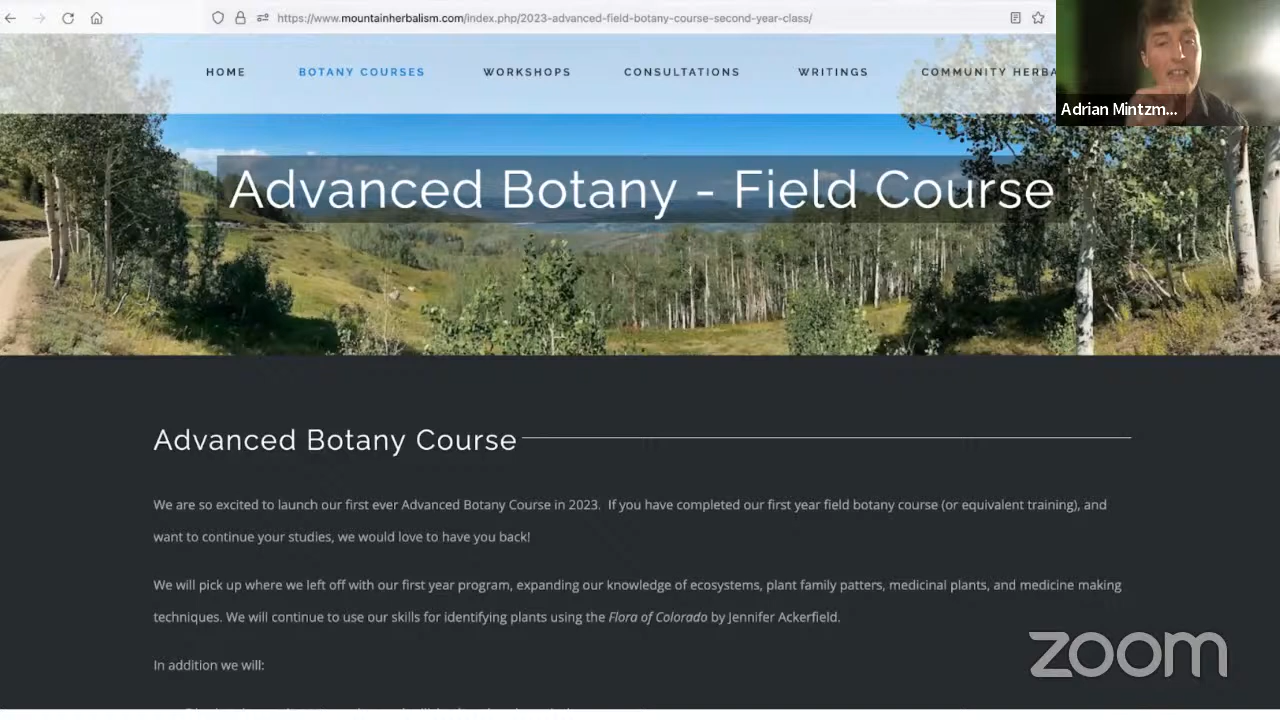 https://www.mountainherbalism.com/index.php/2023-advanced-field-botany-course-second-year-class/
HOME BOTANY COURSES WORKSHOPS CONSULTATIONS WRITINGS COMMUNITY HERBA
Adrian Mintzm...
Advanced Botany - Field Course
Advanced Botany Course
We are so excited to launch our first ever Advanced Botany Course in 2023. If you have completed our first year field botany course (or equivalent training), and
want to continue your studies, we would love to have you back!
We will pick up where we left off with our first year program, expanding our knowledge of ecosystems, plant family patters, medicinal plants, and medicine making
techniques. We will continue to use our skills for identifying plants using the Flora of Colorado by Jennifer Ackerfield.
zoom
In addition we will: